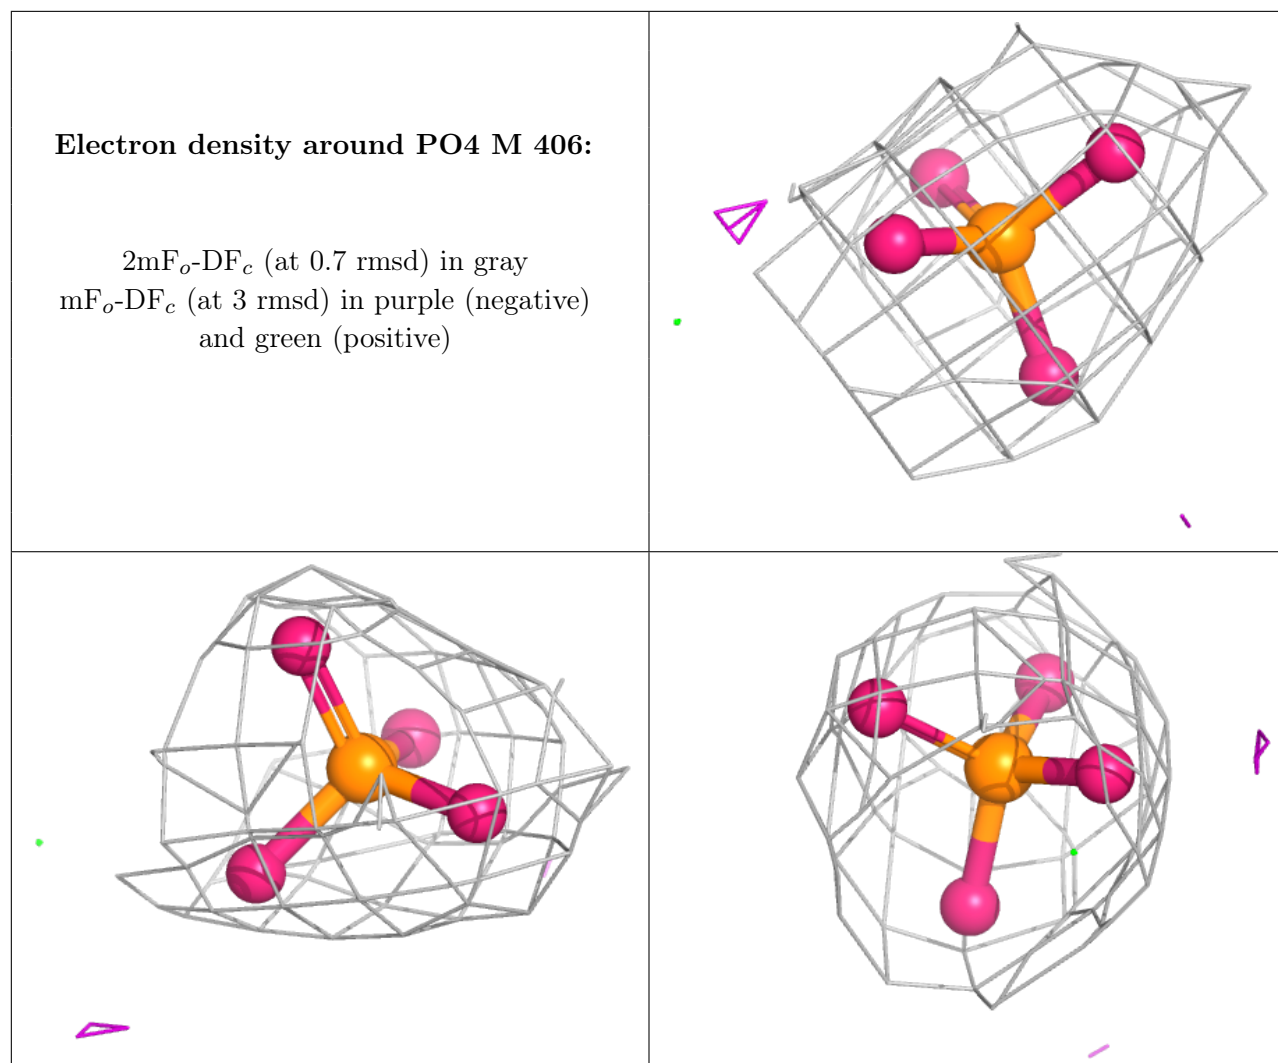 Electron density around PO4 M 406:
2mFo-DFc (at 0.7 rmsd) in gray
mFo-DFc (at 3 rmsd) in purple (negative)
and green (positive)